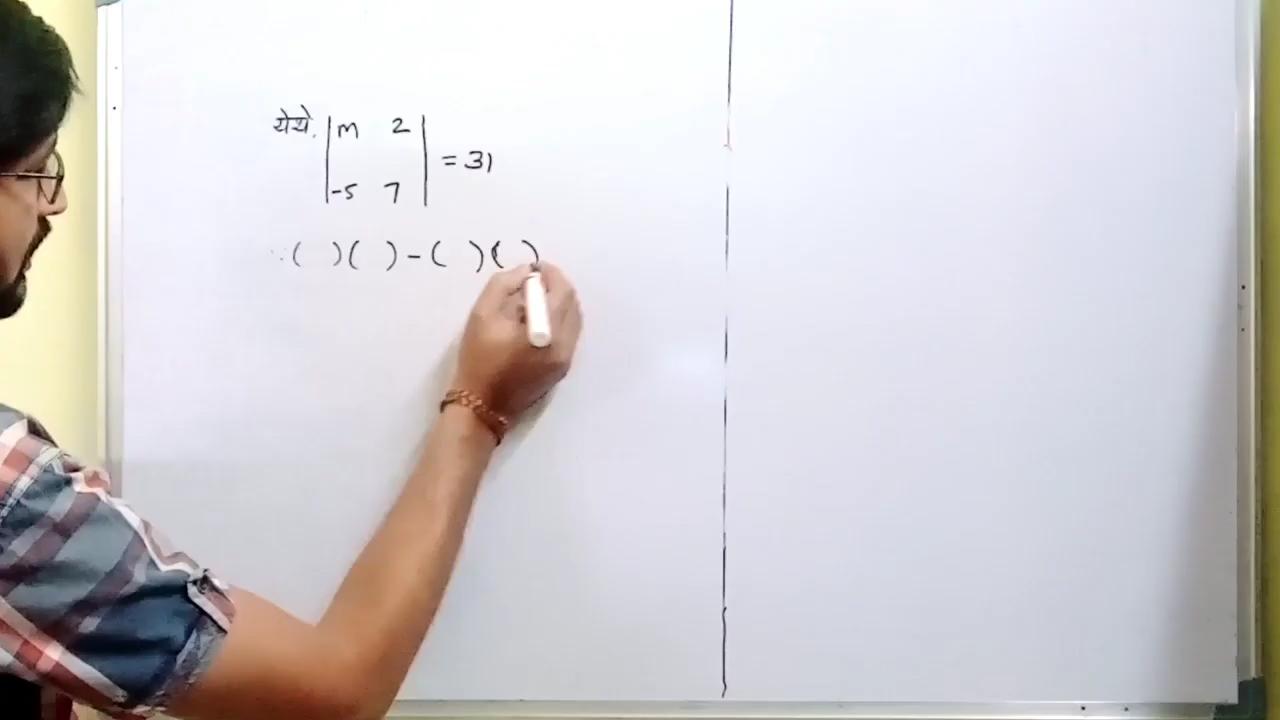 येथे. | m 2 |
| -5 7 | = 31
∴ ( ) ( ) - ( ) ( )